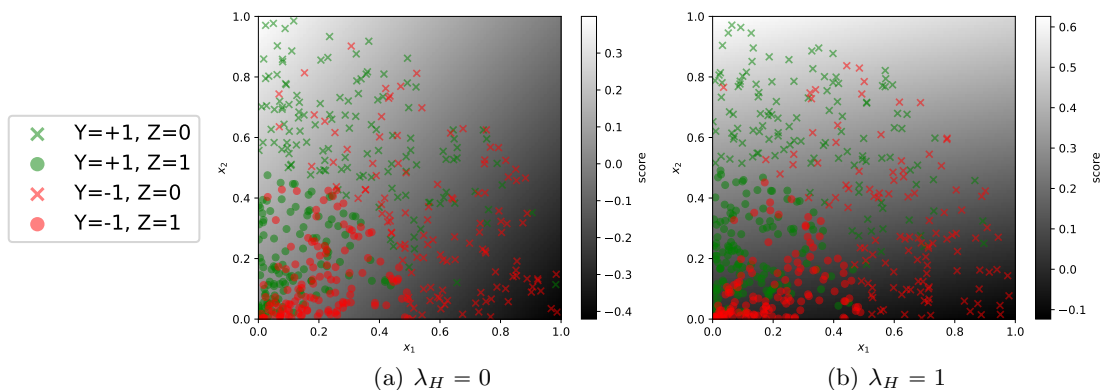 Y=+1, Z=0
Y=+1, Z=1
Y=-1, Z=0
Y=-1, Z=1
1.0
0.8
0.6
0.4
0.2
0.0
x₂
0.0 0.2 0.4 0.6 0.8 1.0
x₁
0.3
0.2
0.1
0.0
−0.1
−0.2
−0.3
−0.4
score
(a) λ_H = 0
1.0
0.8
0.6
0.4
0.2
0.0
x₂
0.0 0.2 0.4 0.6 0.8 1.0
x₁
0.6
0.5
0.4
0.3
0.2
0.1
0.0
−0.1
score
(b) λ_H = 1